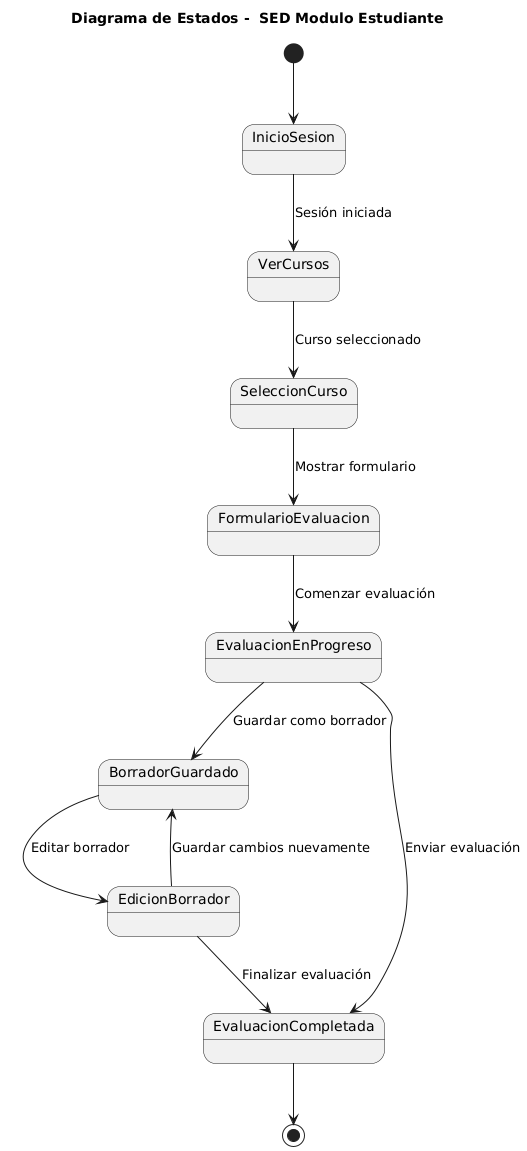 Diagrama de Estados -  SED Modulo Estudiante
InicioSesion
Sesión iniciada
VerCursos
Curso seleccionado
SeleccionCurso
Mostrar formulario
FormularioEvaluacion
Comenzar evaluación
EvaluacionEnProgreso
Guardar como borrador
BorradorGuardado
Editar borrador
Guardar cambios nuevamente
Enviar evaluación
EdicionBorrador
Finalizar evaluación
EvaluacionCompletada